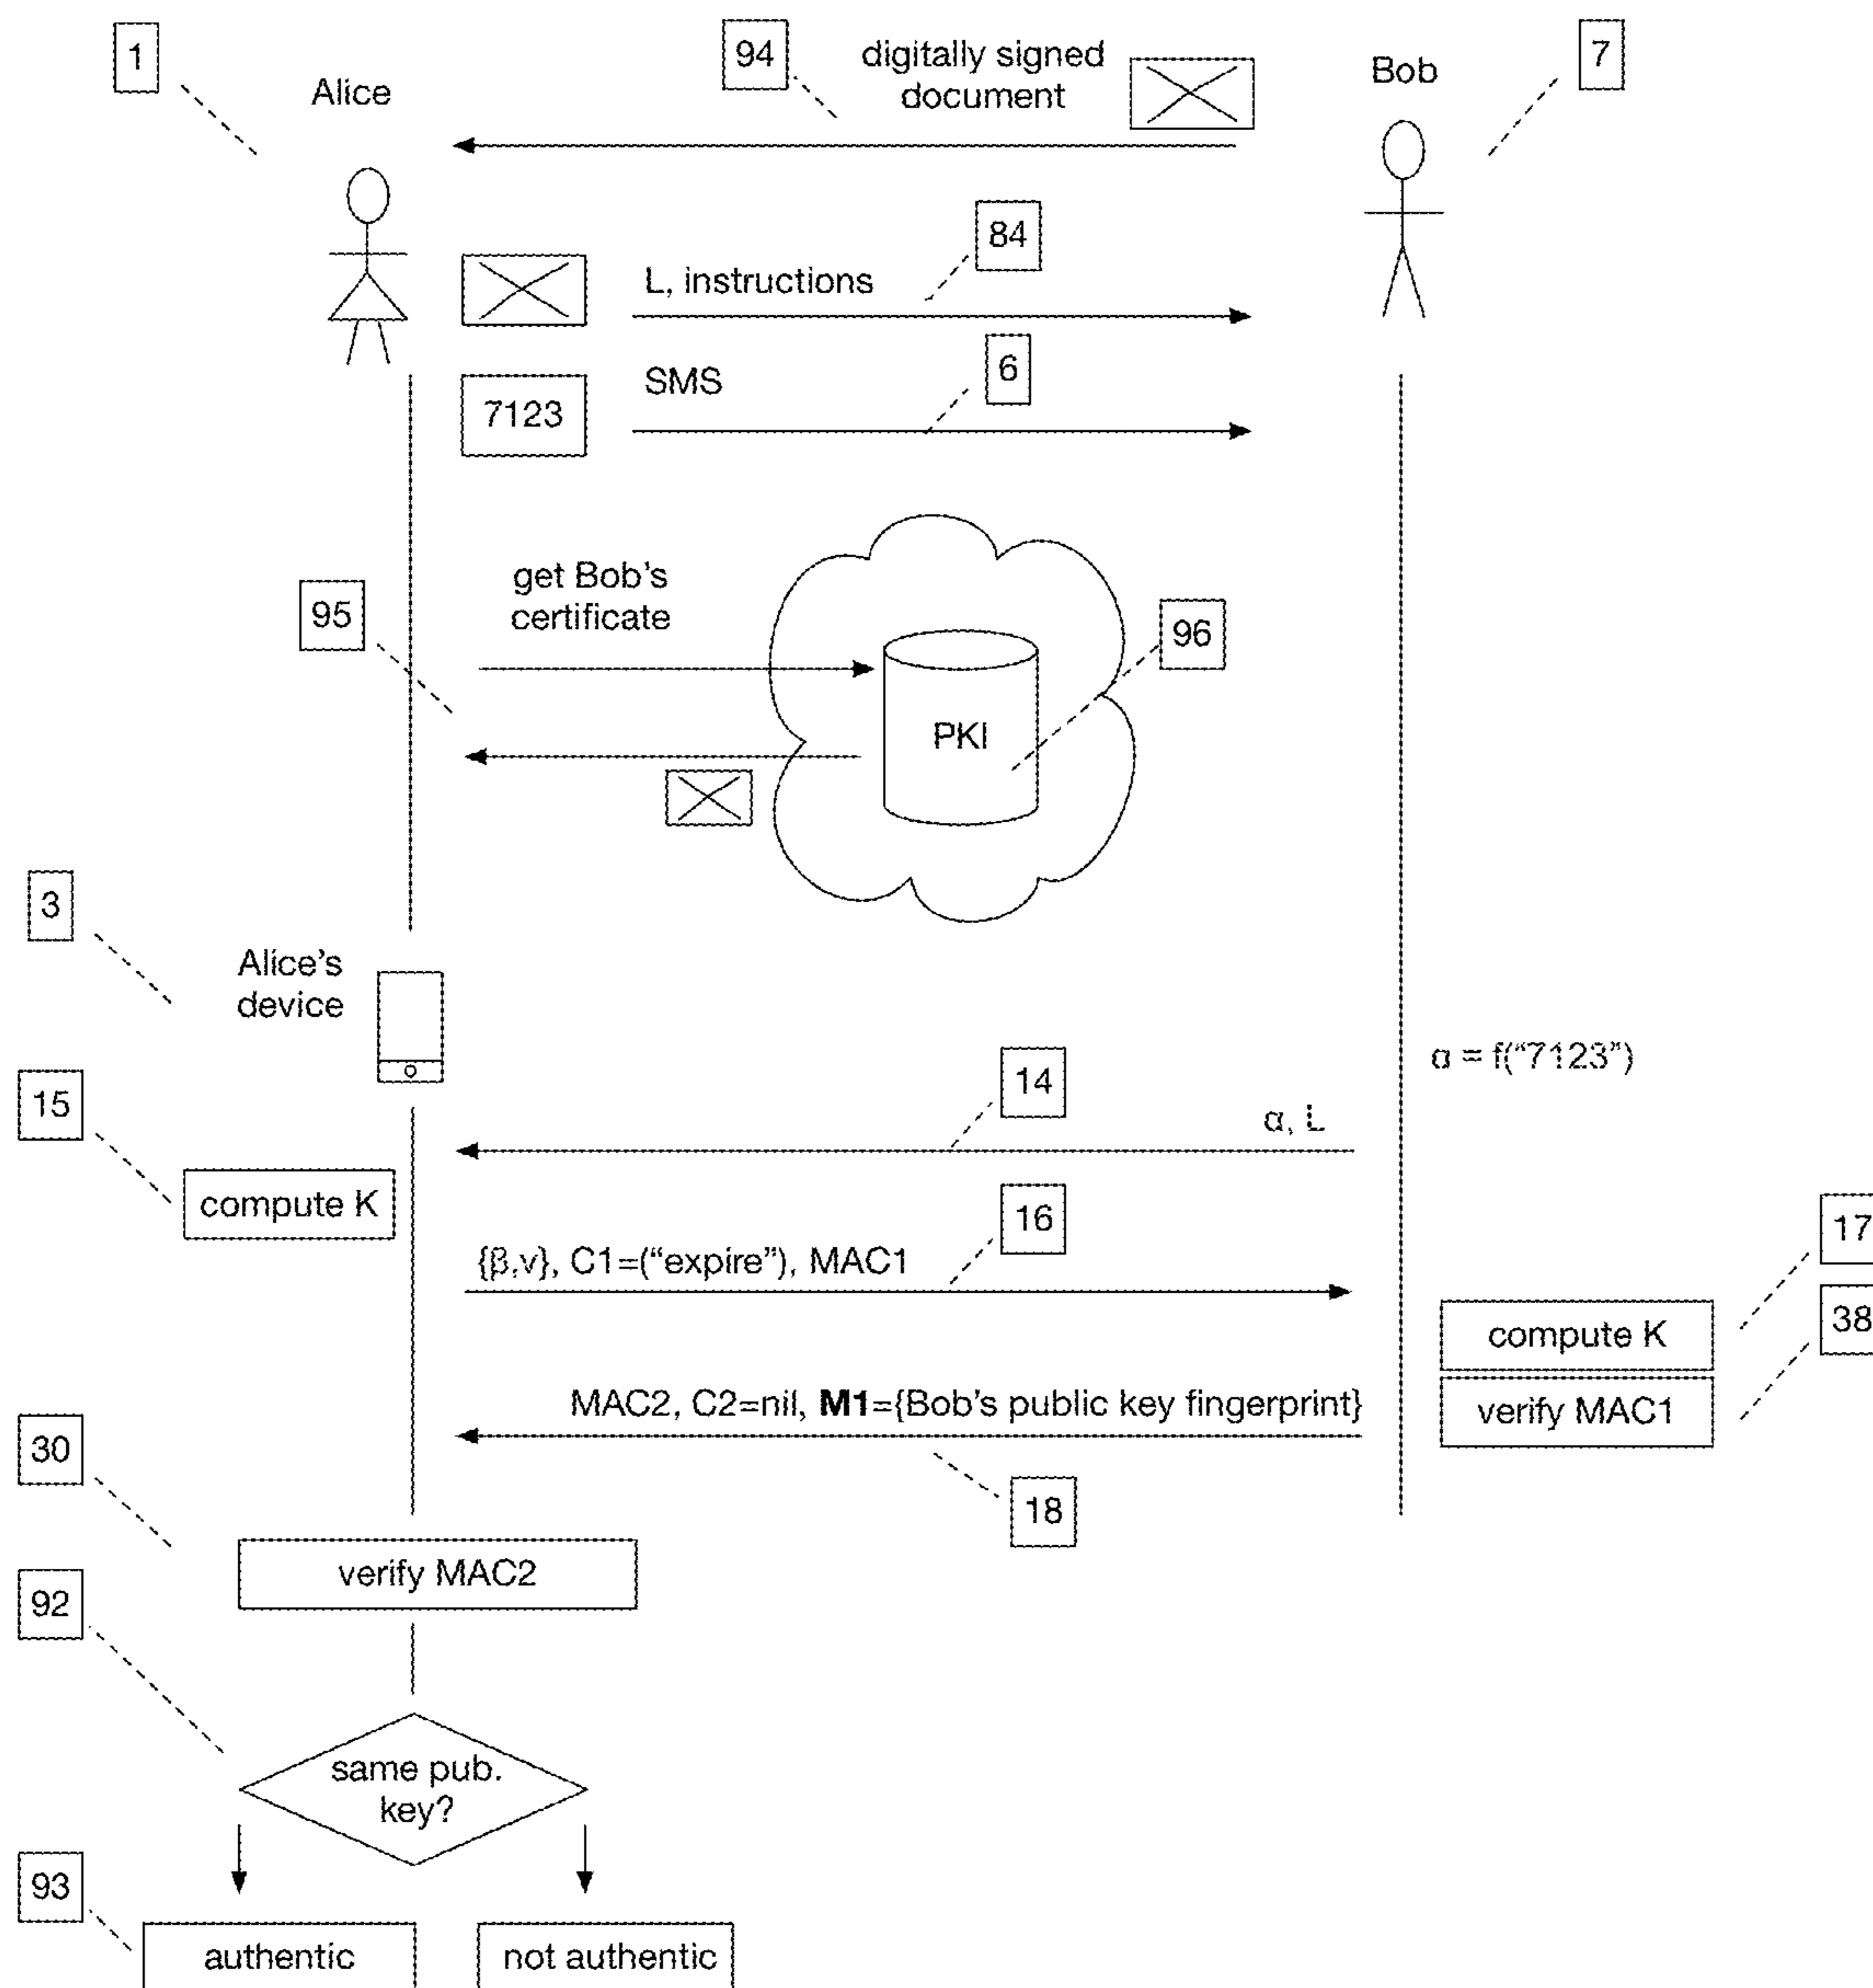 1
Alice
94
digitally signed
document
Bob
7
84
L, instructions
6
SMS
7123
get Bob's
certificate
95
96
PKI
3
Alice's
device
α = f("7123")
14
α, L
15
compute K
16
{β,v}, C1=("expire"), MAC1
17
compute K
38
verify MAC1
MAC2, C2=nil, M1={Bob's public key fingerprint}
30
18
verify MAC2
92
same pub.
key?
93
authentic
not authentic